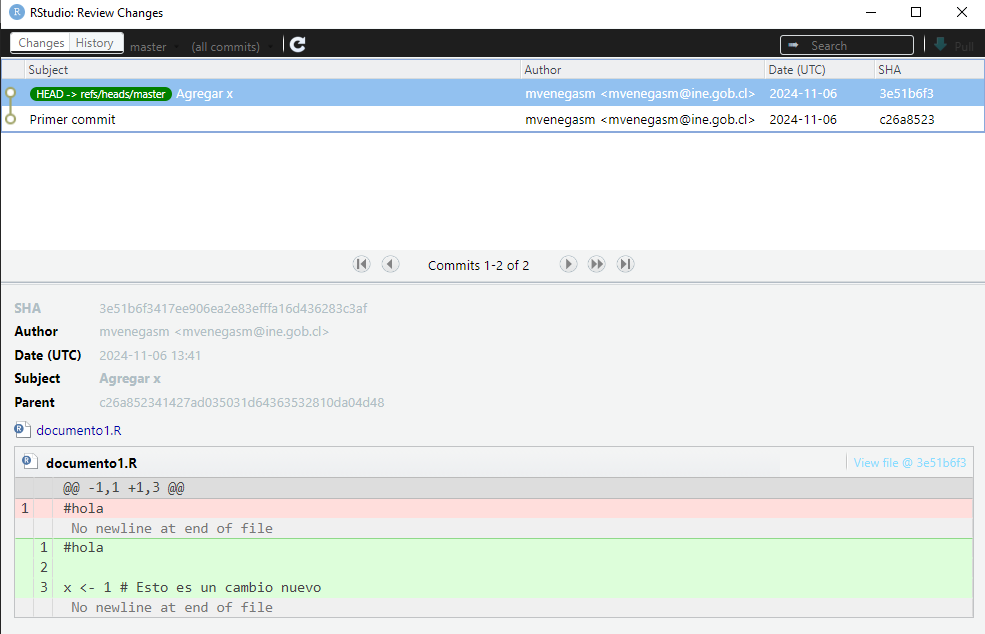 R RStudio: Review Changes
Changes History master (all commits) Search Pull
Subject Author Date (UTC) SHA
HEAD -> refs/heads/master Agregar x mvenegasm <mvenegasm@ine.gob.cl> 2024-11-06 3e51b6f3
Primer commit mvenegasm <mvenegasm@ine.gob.cl> 2024-11-06 c26a8523
Commits 1-2 of 2
SHA 3e51b6f3417ee906ea2e83efffa16d436283c3af
Author mvenegasm <mvenegasm@ine.gob.cl>
Date (UTC) 2024-11-06 13:41
Subject Agregar x
Parent c26a852341427ad035031d64363532810da04d48
R documento1.R
R documento1.R View file @ 3e51b6f3
@@ -1,1 +1,3 @@
1 #hola
No newline at end of file
1 #hola
2
3 x <- 1 # Esto es un cambio nuevo
No newline at end of file